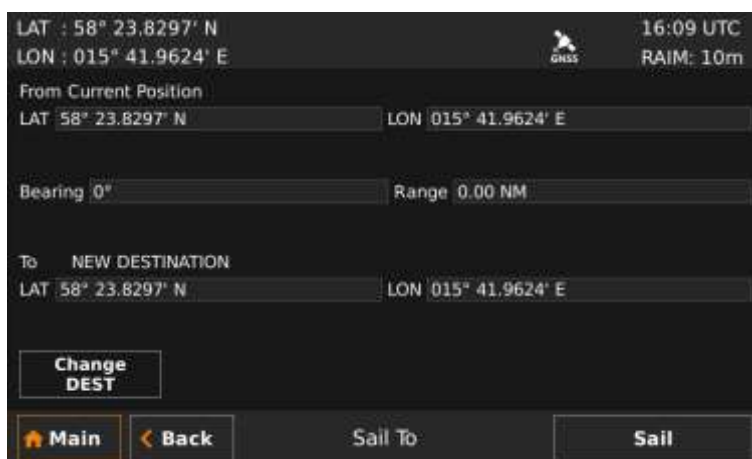 LAT : 58° 23.8297' N
LON : 015° 41.9624' E
GNSS
16:09 UTC
RAIM: 10m
From Current Position
LAT 58° 23.8297' N LON 015° 41.9624' E
Bearing 0° Range 0.00 NM
To NEW DESTINATION
LAT 58° 23.8297' N LON 015° 41.9624' E
Change
DEST
Main Back Sail To Sail